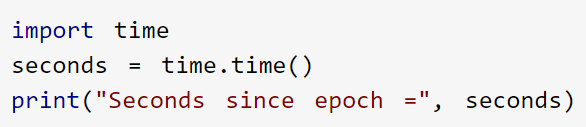 import time
seconds = time.time()
print("Seconds since epoch =", seconds)